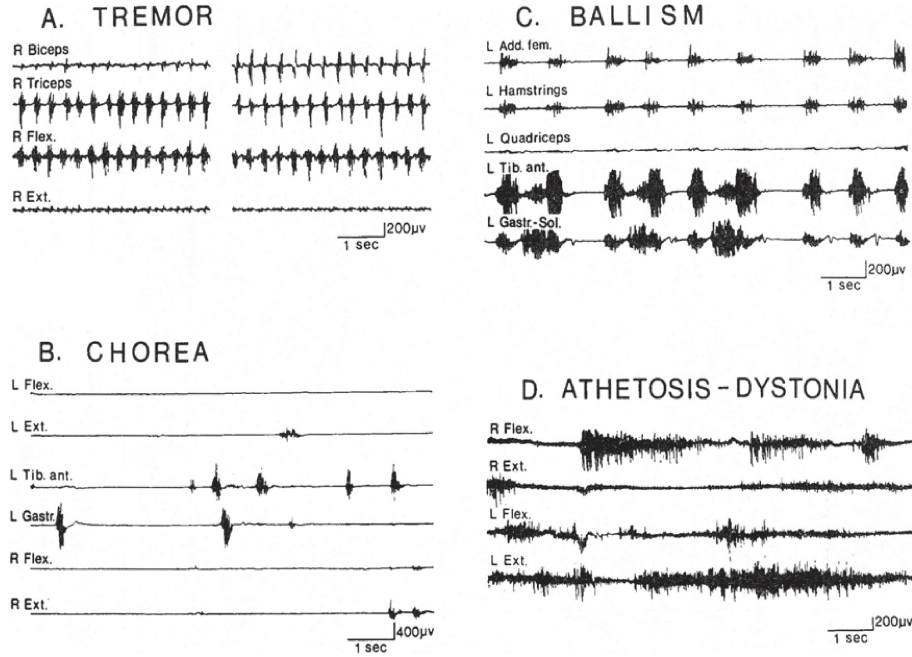 A. TREMOR
R Biceps
R Triceps
R Flex.
R Ext.
200µv
1 sec
B. CHOREA
L Flex.
L Ext.
L Tib. ant.
L Gastr.
R Flex.
R Ext.
400µv
1 sec
C. BALLISM
L Add. fem.
L Hamstrings
L Quadriceps
L Tib. ant.
L Gastr.-Sol.
200µv
1 sec
D. ATHETOSIS-DYSTONIA
R Flex.
R Ext.
L Flex.
L Ext.
200µv
1 sec